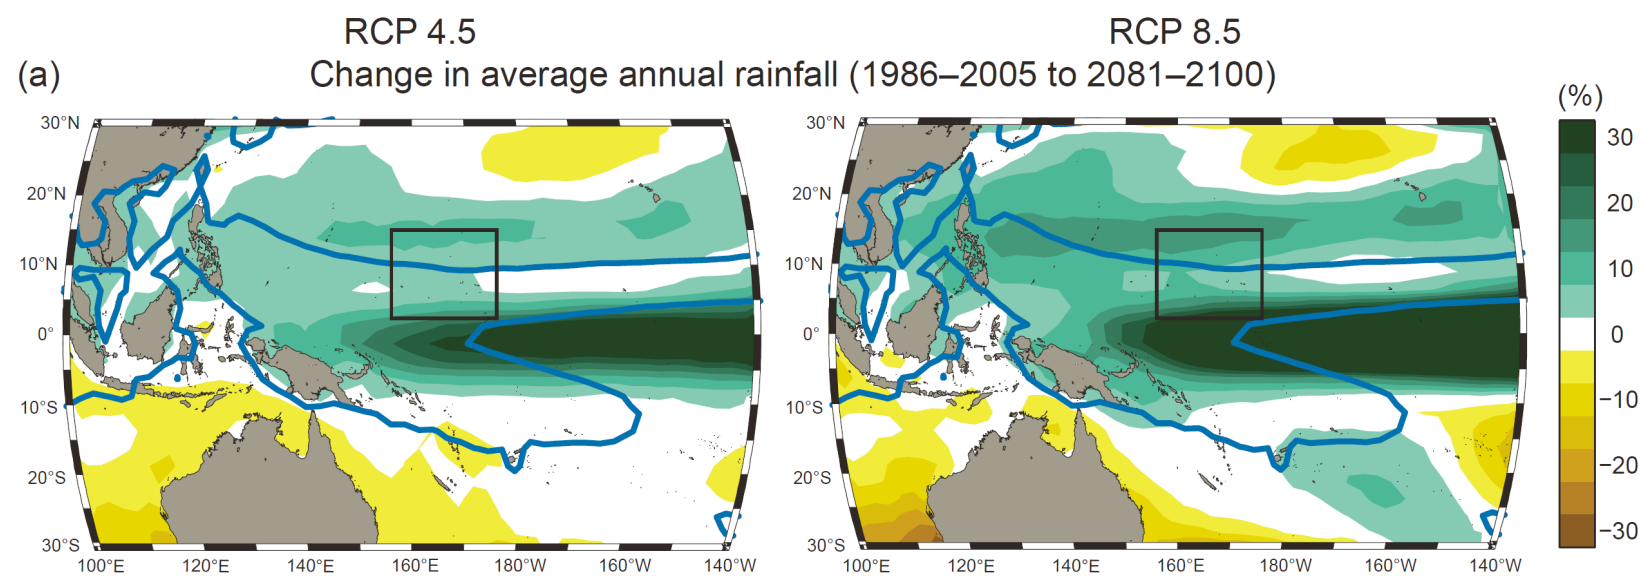 RCP 4.5 RCP 8.5
(a) Change in average annual rainfall (1986–2005 to 2081–2100)
(%)
30°N 30°N 30
20°N 20°N 20
10°N 10°N 10
0° 0° 0
10°S 10°S −10
20°S 20°S −20
30°S 30°S −30
100°E 120°E 140°E 160°E 180°W 160°W 140°W 100°E 120°E 140°E 160°E 180°W 160°W 140°W